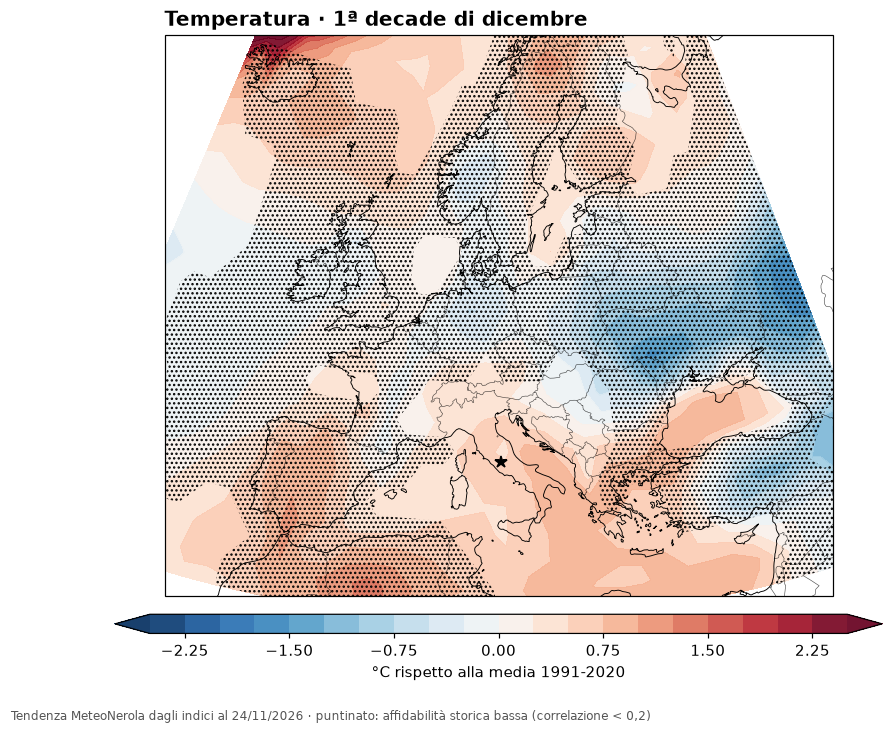 Temperatura · 1ª decade di dicembre
−2.25 −1.50 −0.75 0.00 0.75 1.50 2.25
°C rispetto alla media 1991-2020
Tendenza MeteoNerola dagli indici al 24/11/2026 · puntinato: affidabilità storica bassa (correlazione < 0,2)